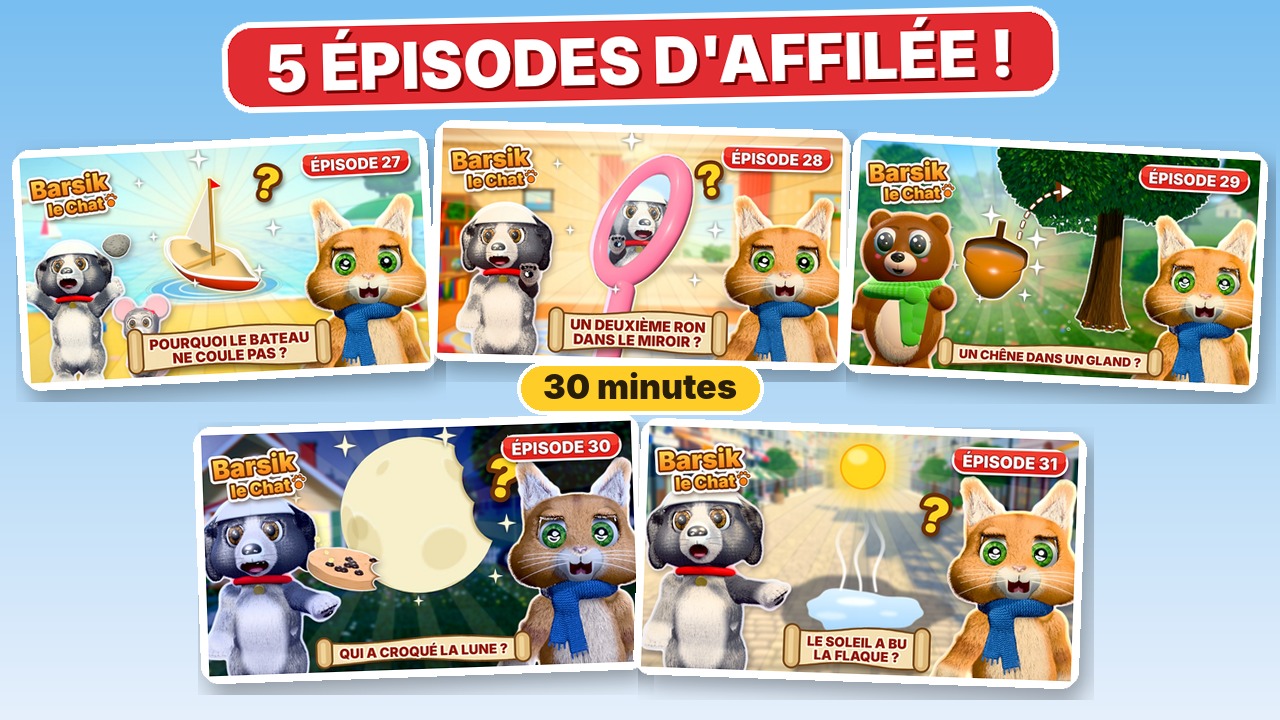 5 ÉPISODES D'AFFILÉE !
Barsik
le Chat
ÉPISODE 27
POURQUOI LE BATEAU
NE COULE PAS ?
Barsik
le Chat
ÉPISODE 28
UN DEUXIÈME RON
DANS LE MIROIR ?
Barsik
le Chat
ÉPISODE 29
UN CHÊNE DANS UN GLAND ?
30 minutes
Barsik
le Chat
ÉPISODE 30
QUI A CROQUÉ LA LUNE ?
Barsik
le Chat
ÉPISODE 31
LE SOLEIL A BU
LA FLAQUE ?